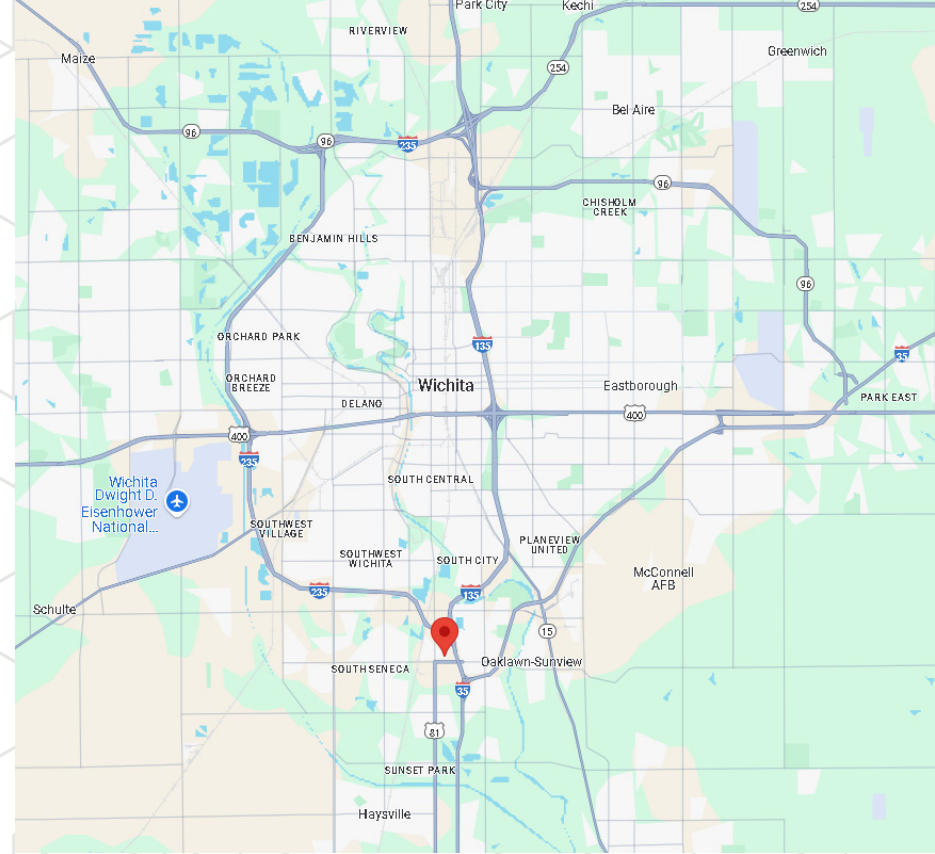 Park City
Kechi
254
RIVERVIEW
Greenwich
Maize
254
Bel Aire
96
96
235
96
CHISHOLM
CREEK
BENJAMIN HILLS
96
ORCHARD PARK
135
35
ORCHARD
BREEZE
Wichita
Eastborough
DELANO
PARK EAST
400
400
235
SOUTH CENTRAL
Wichita
Dwight D.
Eisenhower
National...
SOUTHWEST
VILLAGE
PLANEVIEW
UNITED
SOUTHWEST
WICHITA
SOUTH CITY
McConnell
AFB
235
135
Schulte
15
SOUTH SENECA
Oaklawn-Sunview
35
81
SUNSET PARK
Haysville